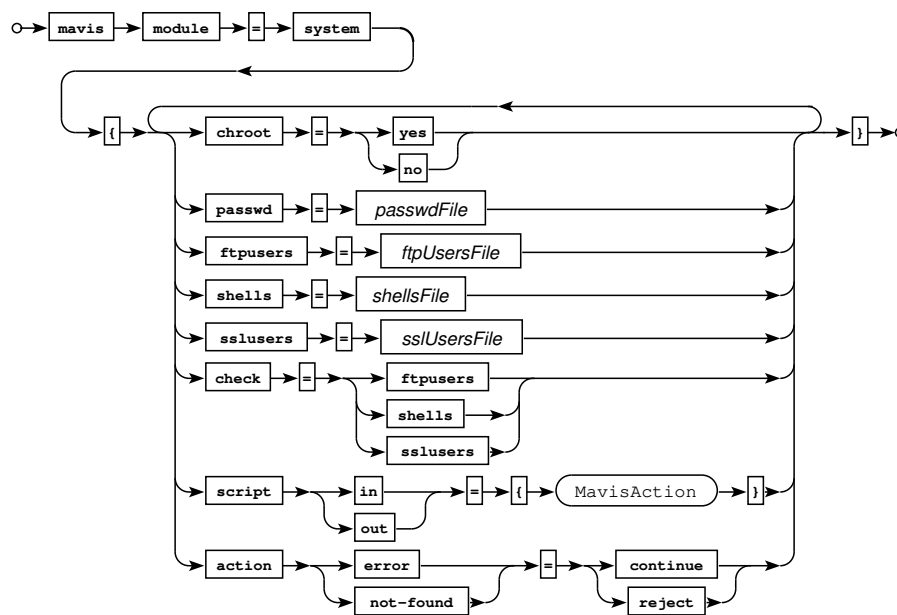 mavis module = system
{ chroot = yes }
no
passwd = passwdFile
ftpusers = ftpUsersFile
shells = shellsFile
sslusers = sslUsersFile
check = ftpusers
shells
sslusers
script in = { MavisAction }
out
action error = continue
not-found reject